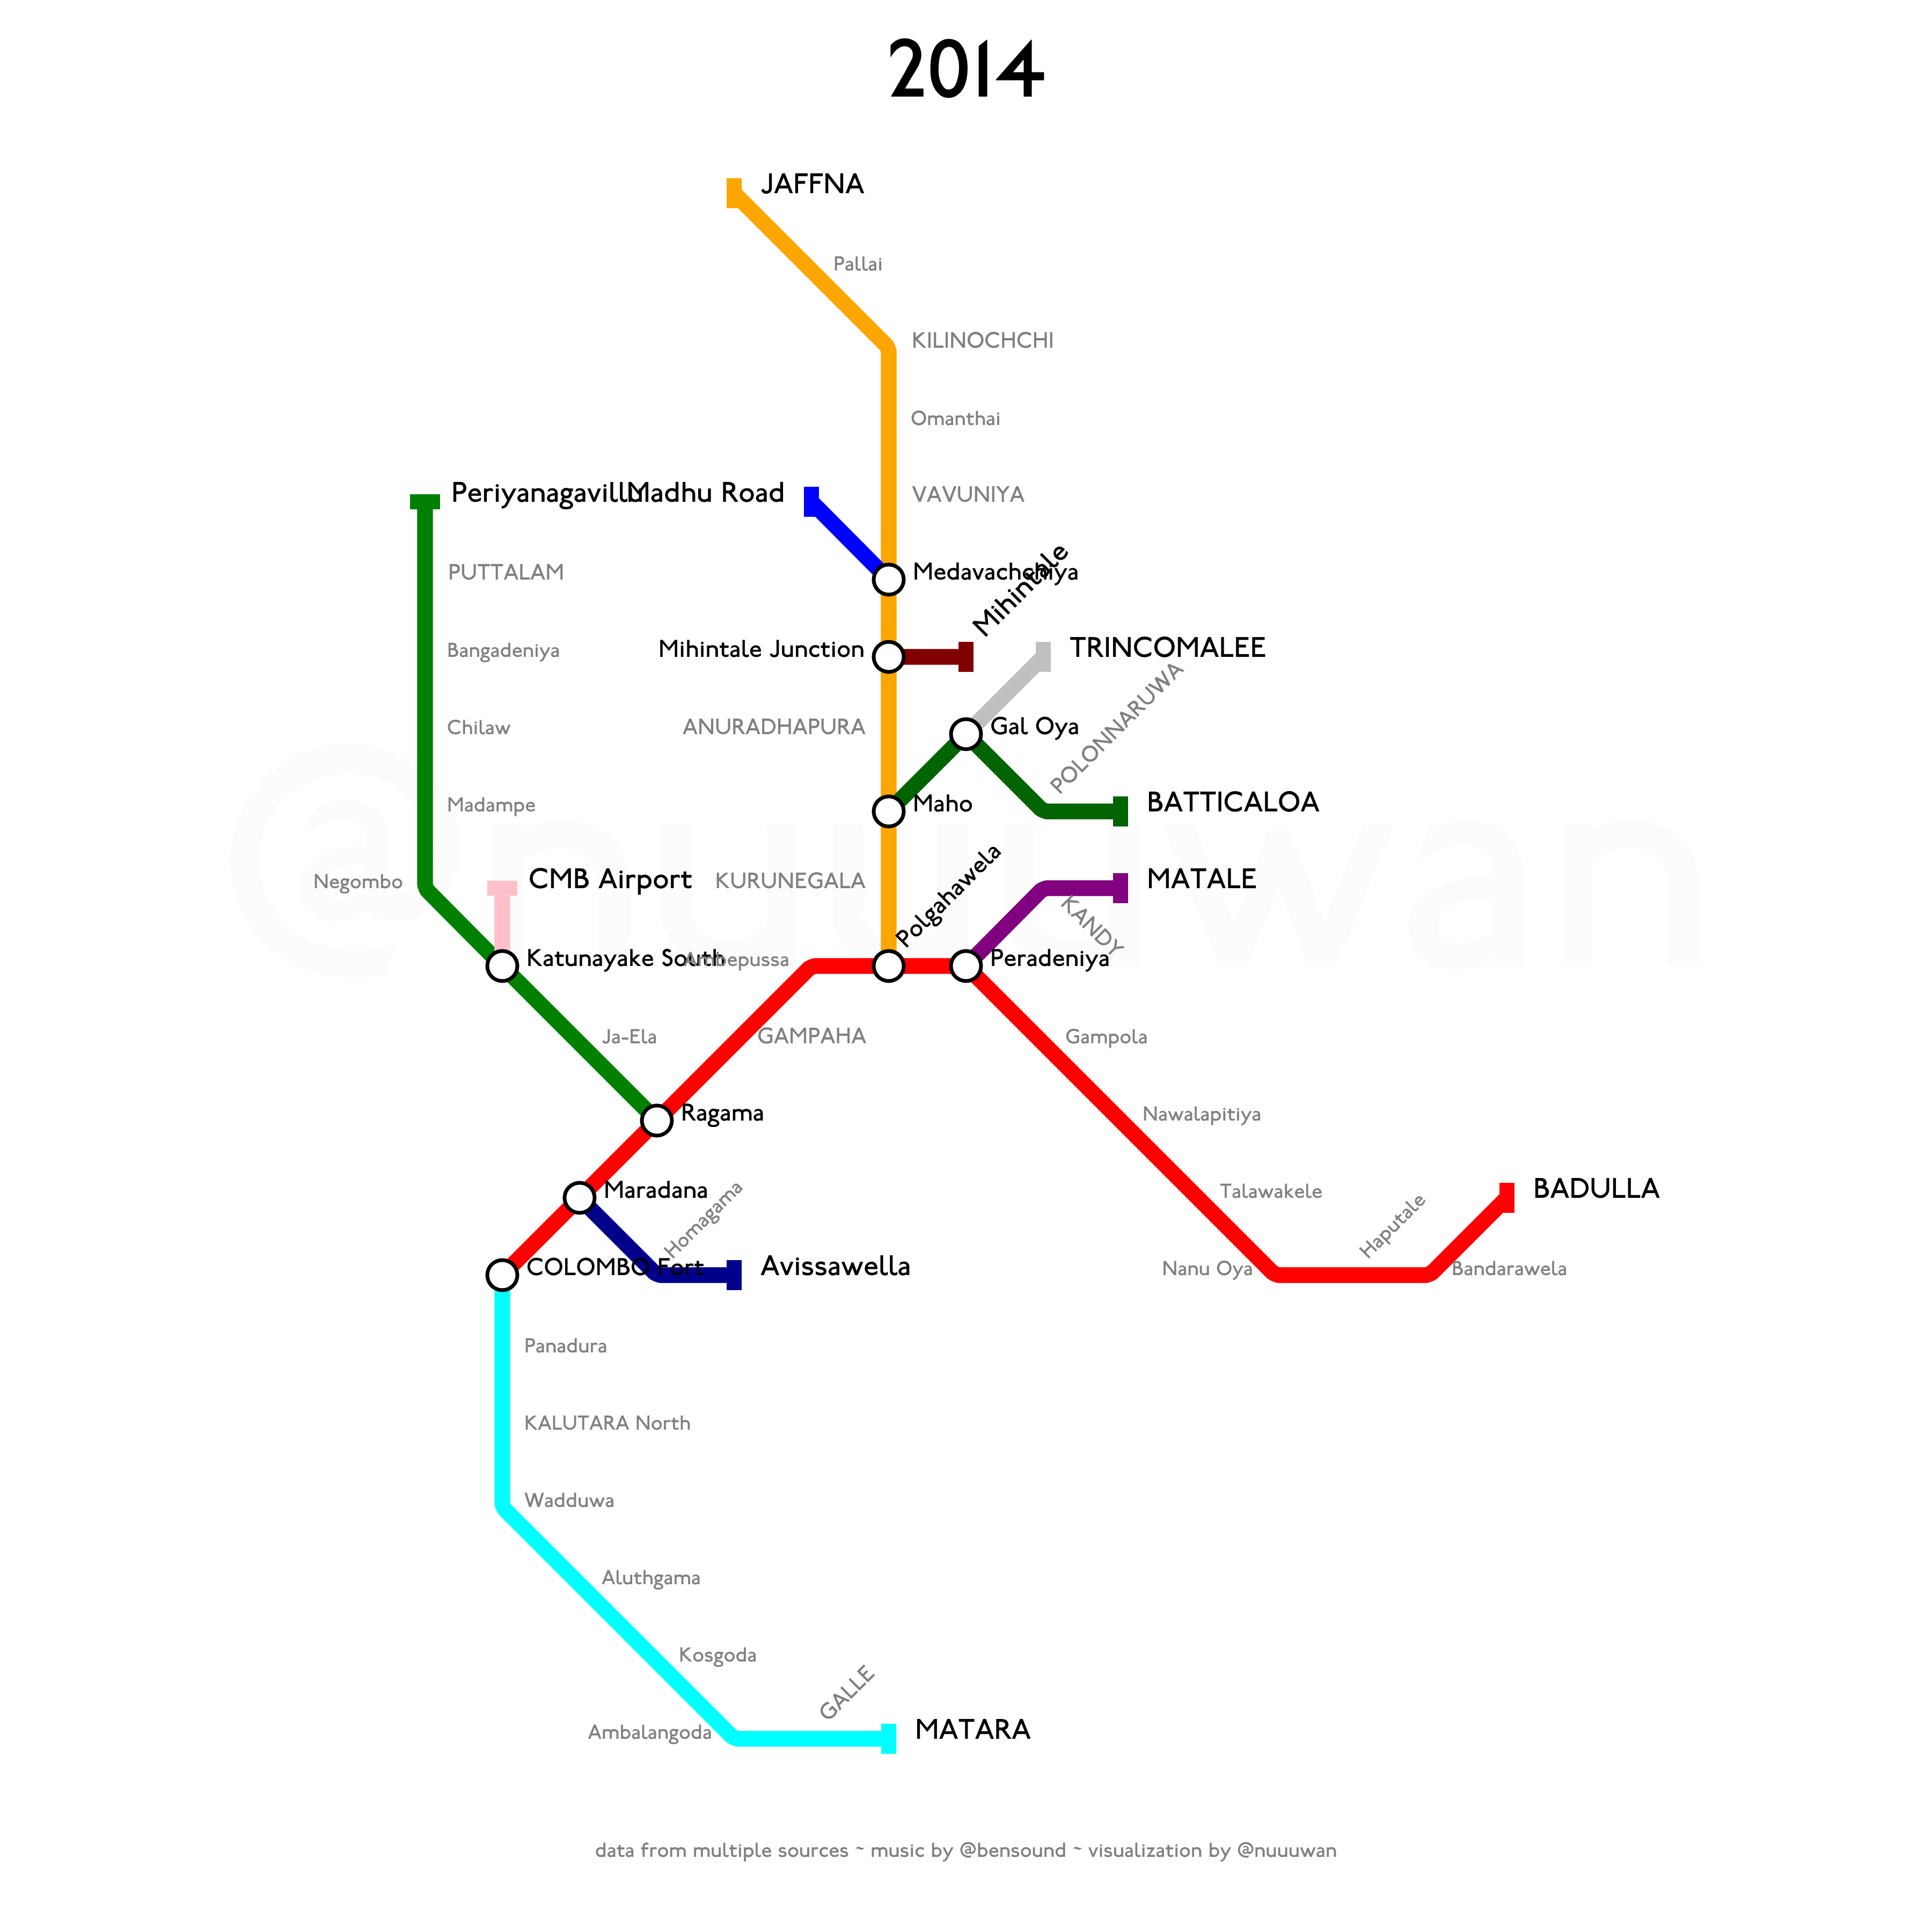 2014
JAFFNA
Pallai
KILINOCHCHI
Omanthai
Periyanagavillu
Madhu Road
VAVUNIYA
PUTTALAM
Medavachchiya
Mihintale
Bangadeniya
Mihintale Junction
TRINCOMALEE
Chilaw
ANURADHAPURA
Gal Oya
POLONNARUWA
Madampe
Maho
BATTICALOA
@nuuuwan
Negombo
CMB Airport
KURUNEGALA
Polgahawela
MATALE
KANDY
Katunayake South
Ambepussa
Peradeniya
Ja-Ela
GAMPAHA
Gampola
Ragama
Nawalapitiya
Maradana
Homagama
Talawakele
Haputale
BADULLA
COLOMBO Fort
Avissawella
Nanu Oya
Bandarawela
Panadura
KALUTARA North
Wadduwa
Aluthgama
Kosgoda
GALLE
Ambalangoda
MATARA
data from multiple sources ~ music by @bensound ~ visualization by @nuuuwan